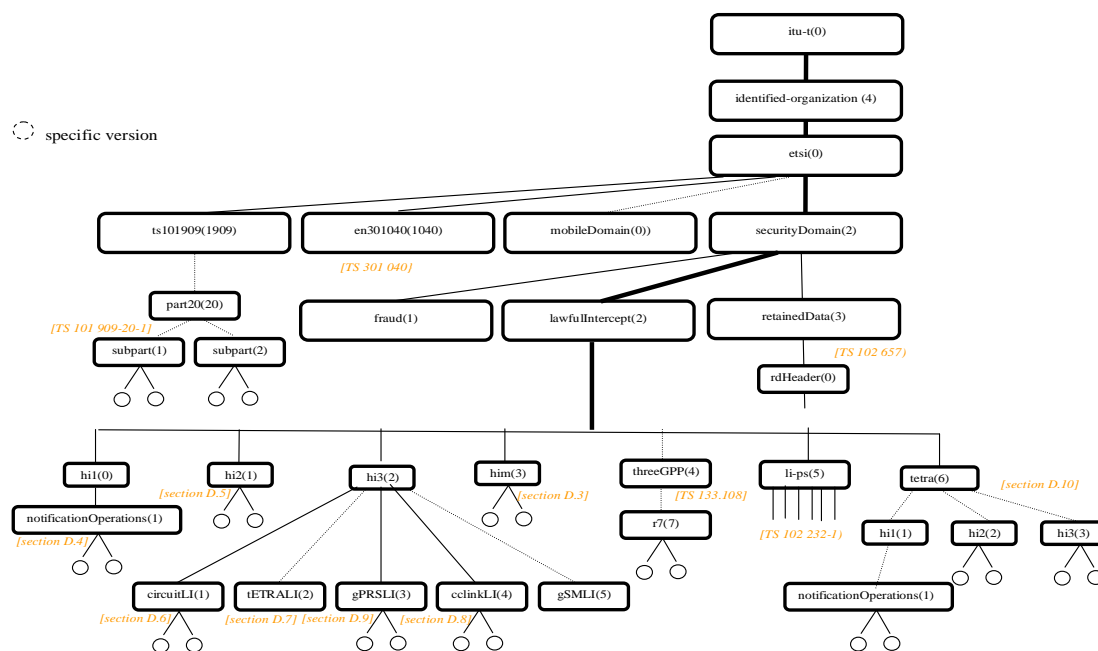 itu-t(0)
identified-organization (4)
specific version
etsi(0)
ts101909(1909)
en301040(1040)
mobileDomain(0))
securityDomain(2)
[TS 301 040]
part20(20)
fraud(1)
lawfulIntercept(2)
retainedData(3)
[TS 101 909-20-1]
subpart(1)
subpart(2)
[TS 102 657)
rdHeader(0)
hi1(0)
hi2(1)
hi3(2)
him(3)
threeGPP(4)
li-ps(5)
tetra(6)
[section D.10]
[section D.5]
[section D.3]
[TS 133.108]
notificationOperations(1)
r7(7)
[TS 102 232-1)
hi1(1)
hi2(2)
hi3(3)
[section D.4]
circuitLI(1)
tETRALI(2)
gPRSLI(3)
cclinkLI(4)
gSMLI(5)
notificationOperations(1)
[section D.6]
[section D.7]
[section D.9]
[section D.8]